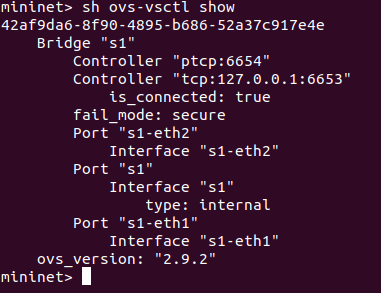 mininet> sh ovs-vsctl show
42af9da6-8f90-4895-b686-52a37c917e4e
    Bridge "s1"
        Controller "ptcp:6654"
        Controller "tcp:127.0.0.1:6653"
            is_connected: true
        fail_mode: secure
        Port "s1-eth2"
            Interface "s1-eth2"
        Port "s1"
            Interface "s1"
                type: internal
        Port "s1-eth1"
            Interface "s1-eth1"
    ovs_version: "2.9.2"
mininet>